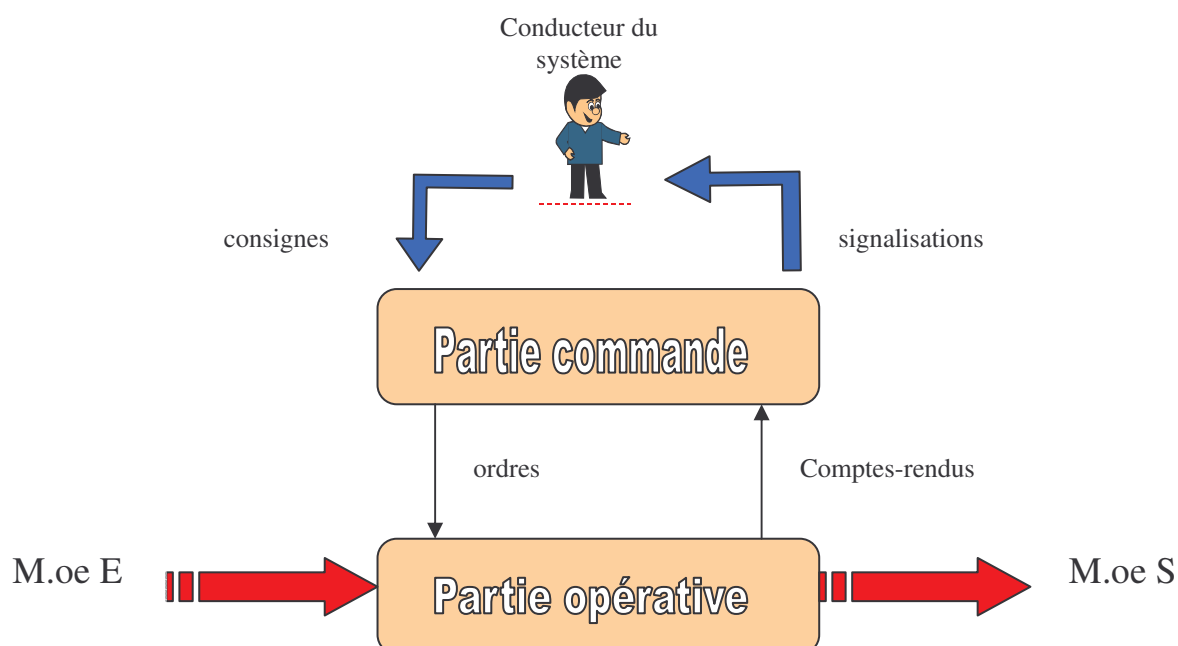 Conducteur du
système
consignes
signalisations
Partie commande
ordres
Comptes-rendus
M.oe E
M.oe S
Partie opérative